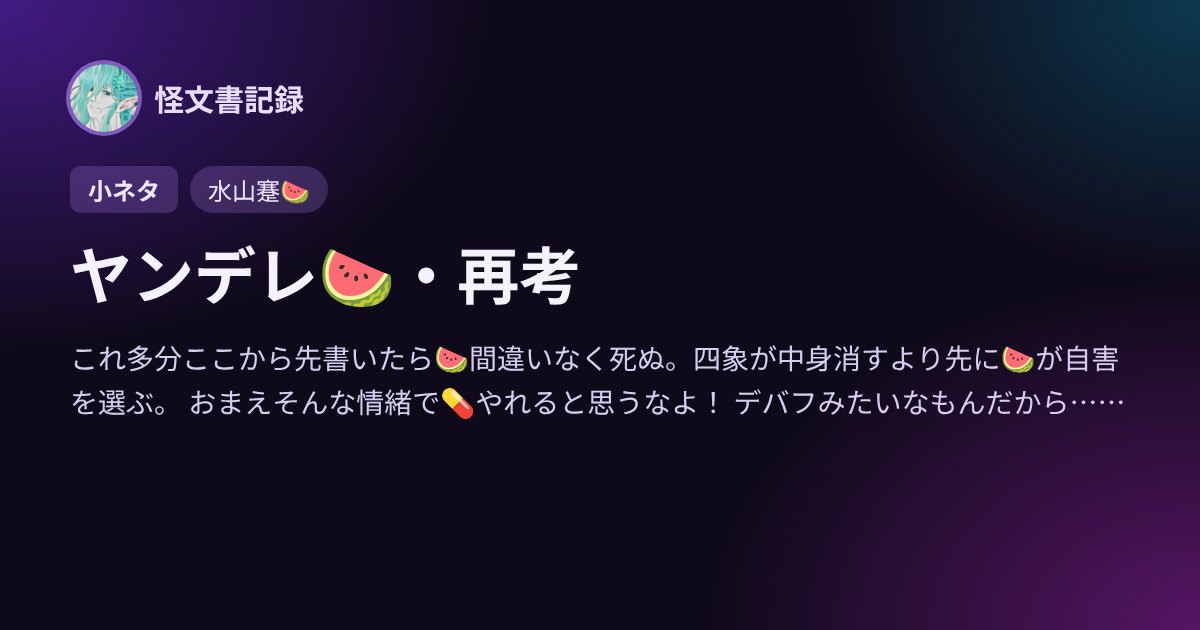 怪文書記録
小ネタ
水山蹇🍉
ヤンデレ🍉・再考
これ多分ここから先書いたら🍉間違いなく死ぬ。四象が中身消すより先に🍉が自害
を選ぶ。 おまえそんな情緒で💊やれると思うなよ！ デバフみたいなもんだから……